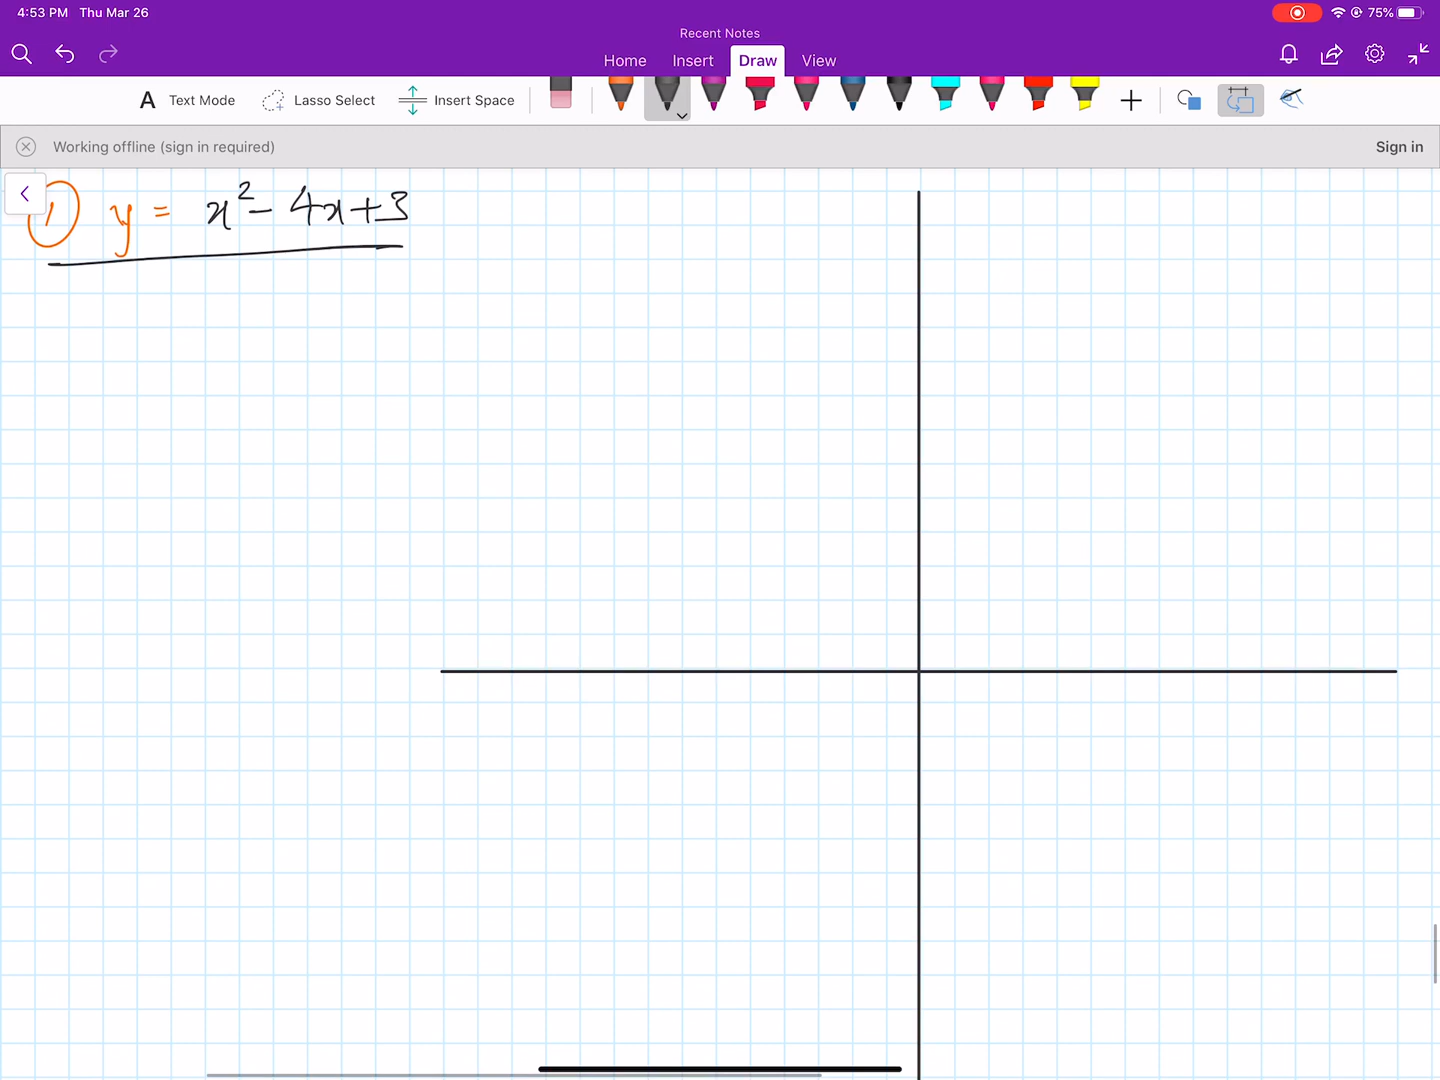 4:53 PM Thu Mar 26
75%
Recent Notes
Home Insert Draw View
A Text Mode Lasso Select Insert Space
Working offline (sign in required) Sign in
① y = x² - 4x + 3